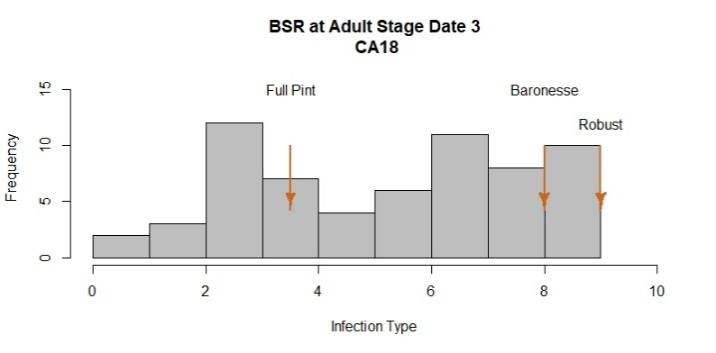 BSR at Adult Stage Date 3
CA18
Full Pint
Baronesse
Robust
Frequency
15
10
5
0
0 2 4 6 8 10
Infection Type